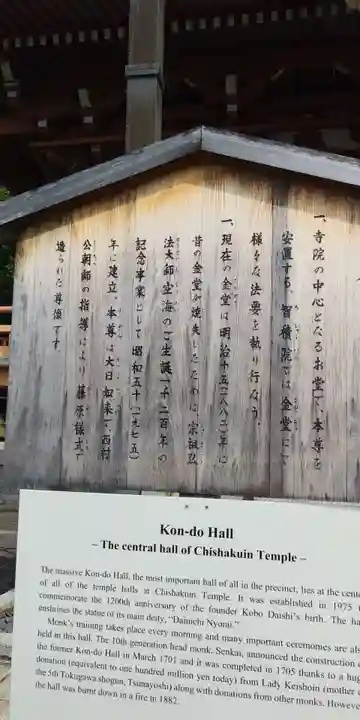 一、寺院の中心となるお堂で、本尊を
安置する。智積院では金堂にて
様々な法要を執り行なう。
一、現在の金堂は明治十五(一八八二)年に
昔の金堂が焼失したために、宗祖弘
法大師空海のご生誕一千二百年の
記念事業として昭和五十(一九七五)
年に建立。本尊は大日如来で、西村
公朝師の指導により藤原様式で
造られた尊像です。
Kon-do Hall
– The central hall of Chishakuin Temple –
The massive Kon-do Hall, the most important hall of all in the precinct, lies at the cente
of all of the temple halls at Chishakuin Temple. It was established in 1975 t
commemorate the 1200th anniversary of the founder Kobo Daishi's birth. The ha
enshrines the statue of its main deity, "Dainichi Nyorai."
Monk's training takes place every morning and many important ceremonies are als
held in this hall. The 10th generation head monk, Senkai, announced the construction o
the former Kon-do Hall in March 1701 and it was completed in 1705 thanks to a hug
donation (equivalent to one hundred million yen today) from Lady Keishoin (mother o
the 5th Tokugawa shogun, Tsunayoshi) along with donations from other monks. Howeve
the hall was burnt down in a fire in 1882.